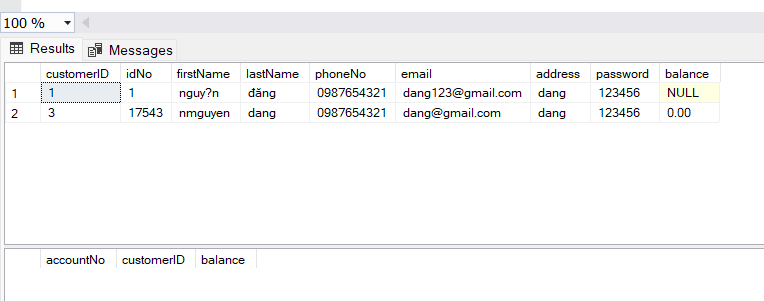 100 %
Results Messages
customerID idNo firstName lastName phoneNo email address password balance
1 1 1 nguy?n đăng 0987654321 dang123@gmail.com dang 123456 NULL
2 3 17543 nmguyen dang 0987654321 dang@gmail.com dang 123456 0.00
accountNo customerID balance